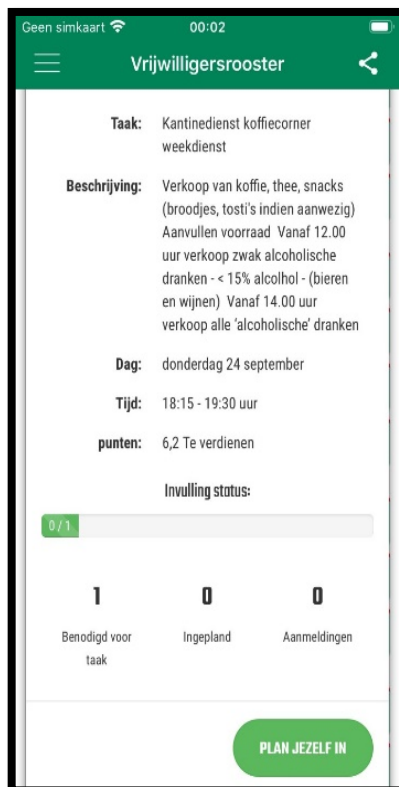 Geen simkaart 00:02
Vrijwilligersrooster
Taak: Kantinedienst koffiecorner
weekdienst
Beschrijving: Verkoop van koffie, thee, snacks
(broodjes, tosti's indien aanwezig)
Aanvullen voorraad Vanaf 12.00
uur verkoop zwak alcoholische
dranken - < 15% alcolhol - (bieren
en wijnen) Vanaf 14.00 uur
verkoop alle 'alcoholische' dranken
Dag: donderdag 24 september
Tijd: 18:15 - 19:30 uur
punten: 6,2 Te verdienen
Invulling status:
0 / 1
1 0 0
Benodigd voor Ingepland Aanmeldingen
taak
PLAN JEZELF IN